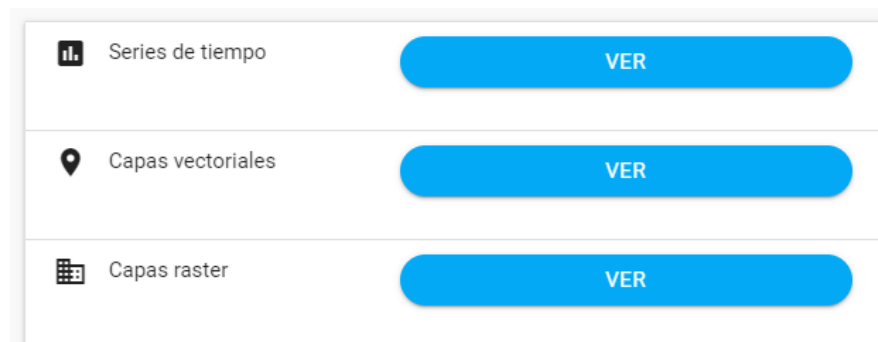 Series de tiempo VER
Capas vectoriales VER
Capas raster VER